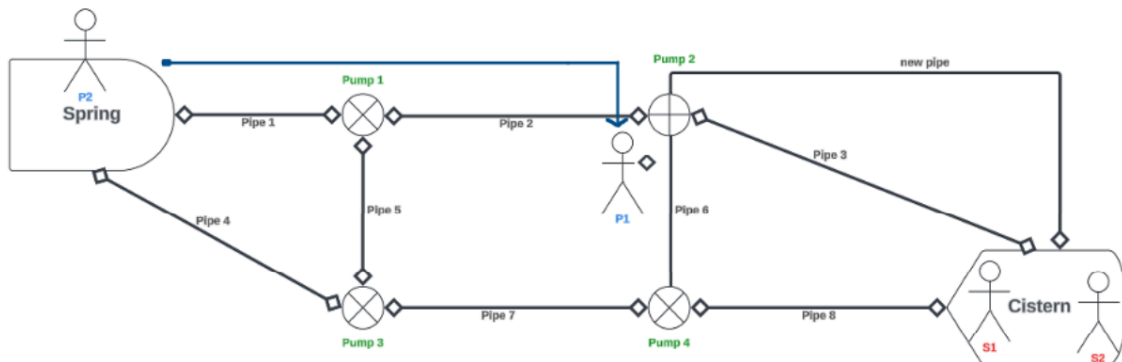 Pump 2
new pipe
Pump 1
P2
Spring
Pipe 1
Pipe 2
Pipe 3
Pipe 4
Pipe 5
P1
Pipe 6
Cistern
Pipe 7
Pipe 8
Pump 3
Pump 4
S1
S2